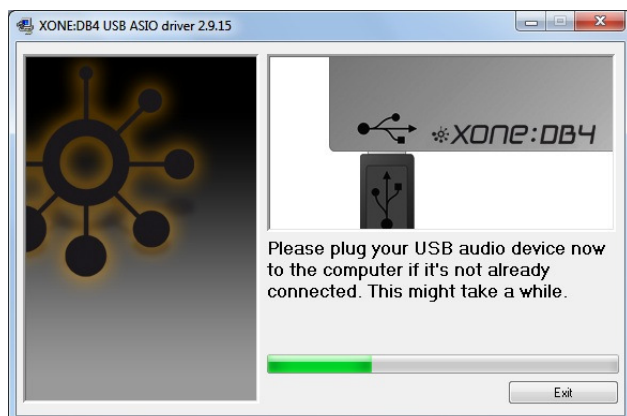 XONE:DB4 USB ASIO driver 2.9.15
XONE:DB4
Please plug your USB audio device now
to the computer if it's not already
connected. This might take a while.
Exit